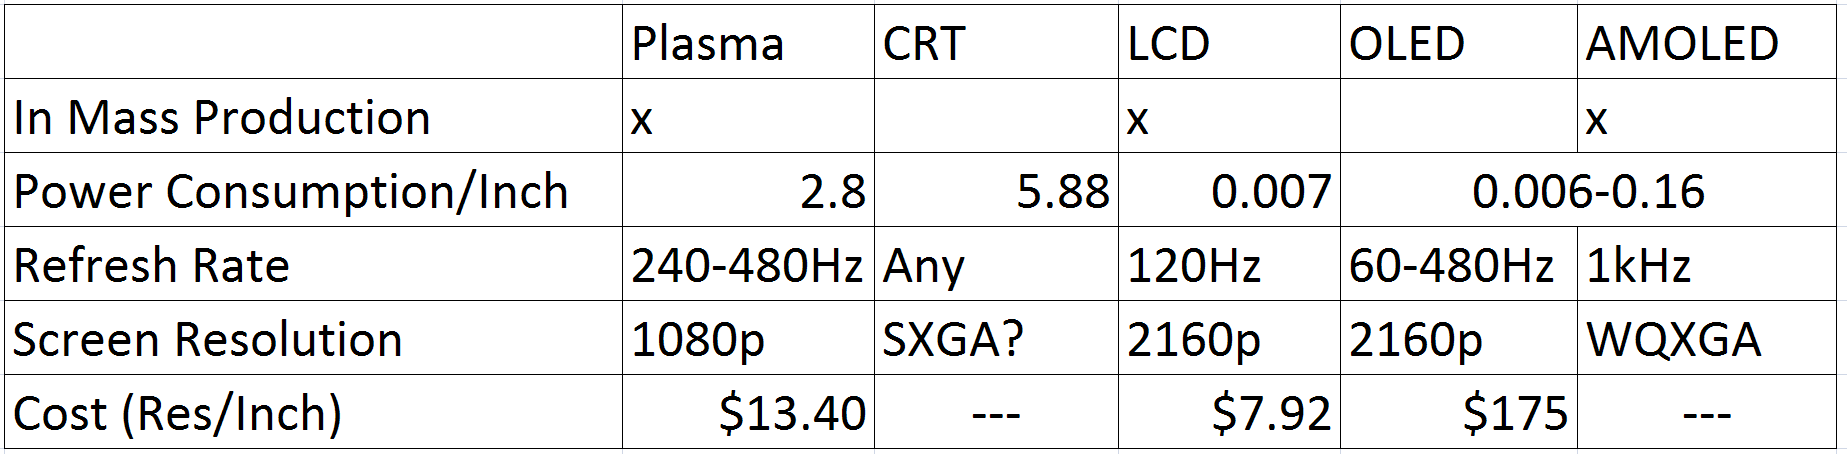 Plasma CRT LCD OLED AMOLED
In Mass Production x x x
Power Consumption/Inch 2.8 5.88 0.007 0.006-0.16
Refresh Rate 240-480Hz Any 120Hz 60-480Hz 1kHz
Screen Resolution 1080p SXGA? 2160p 2160p WQXGA
Cost (Res/Inch) $13.40 --- $7.92 $175 ---